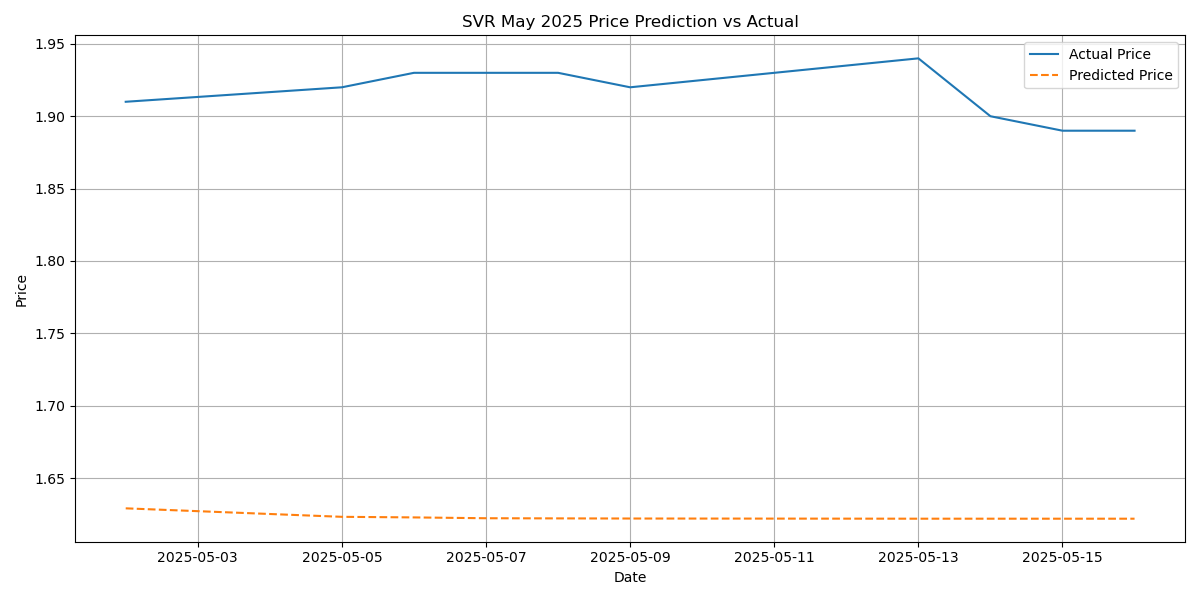 SVR May 2025 Price Prediction vs Actual
Actual Price
Predicted Price
Price
1.95
1.90
1.85
1.80
1.75
1.70
1.65
2025-05-03
2025-05-05
2025-05-07
2025-05-09
2025-05-11
2025-05-13
2025-05-15
Date